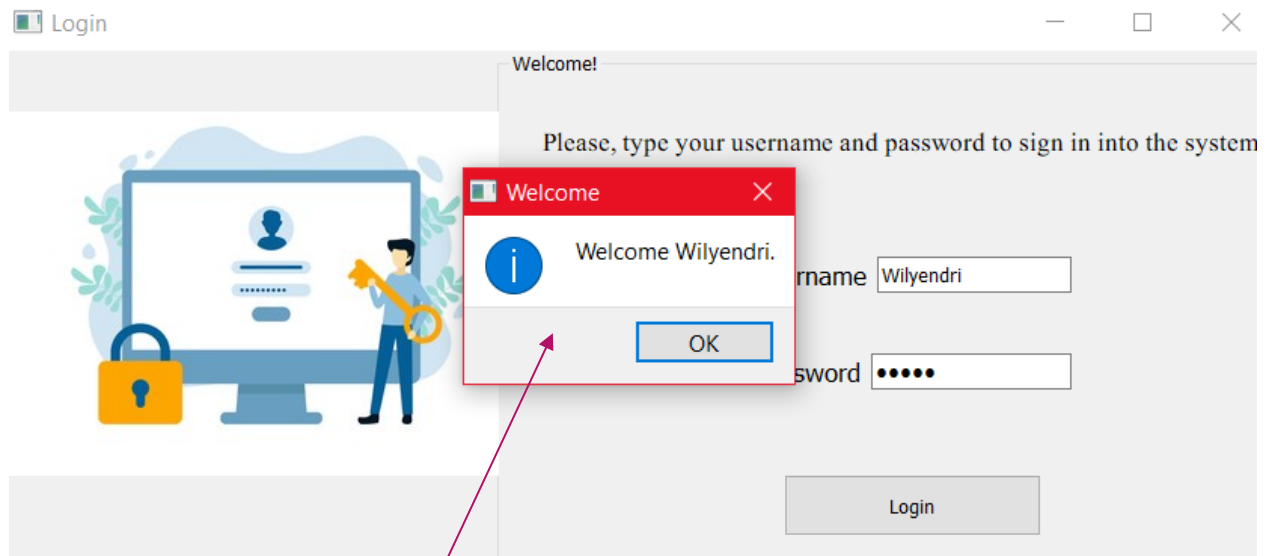 Login
Welcome!
Please, type your username and password to sign in into the system
Welcome
Welcome Wilyendri.
OK
rname Wilyendri
sword •••••
Login